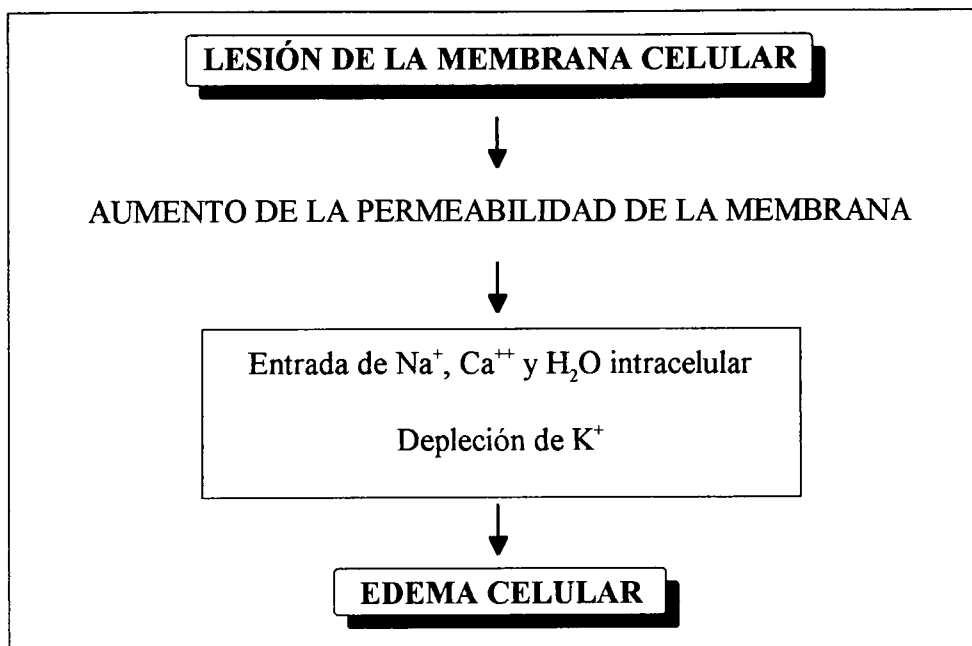 LESIÓN DE LA MEMBRANA CELULAR
AUMENTO DE LA PERMEABILIDAD DE LA MEMBRANA
Entrada de Na⁺, Ca⁺⁺ y H₂O intracelular
Depleción de K⁺
EDEMA CELULAR